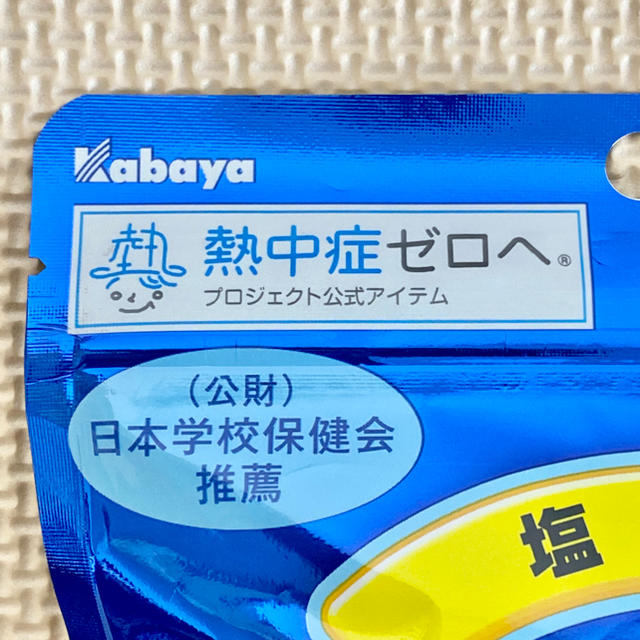 Kabaya
熱中症ゼロへ®
プロジェクト公式アイテム
(公財)
日本学校保健会
推薦
塩